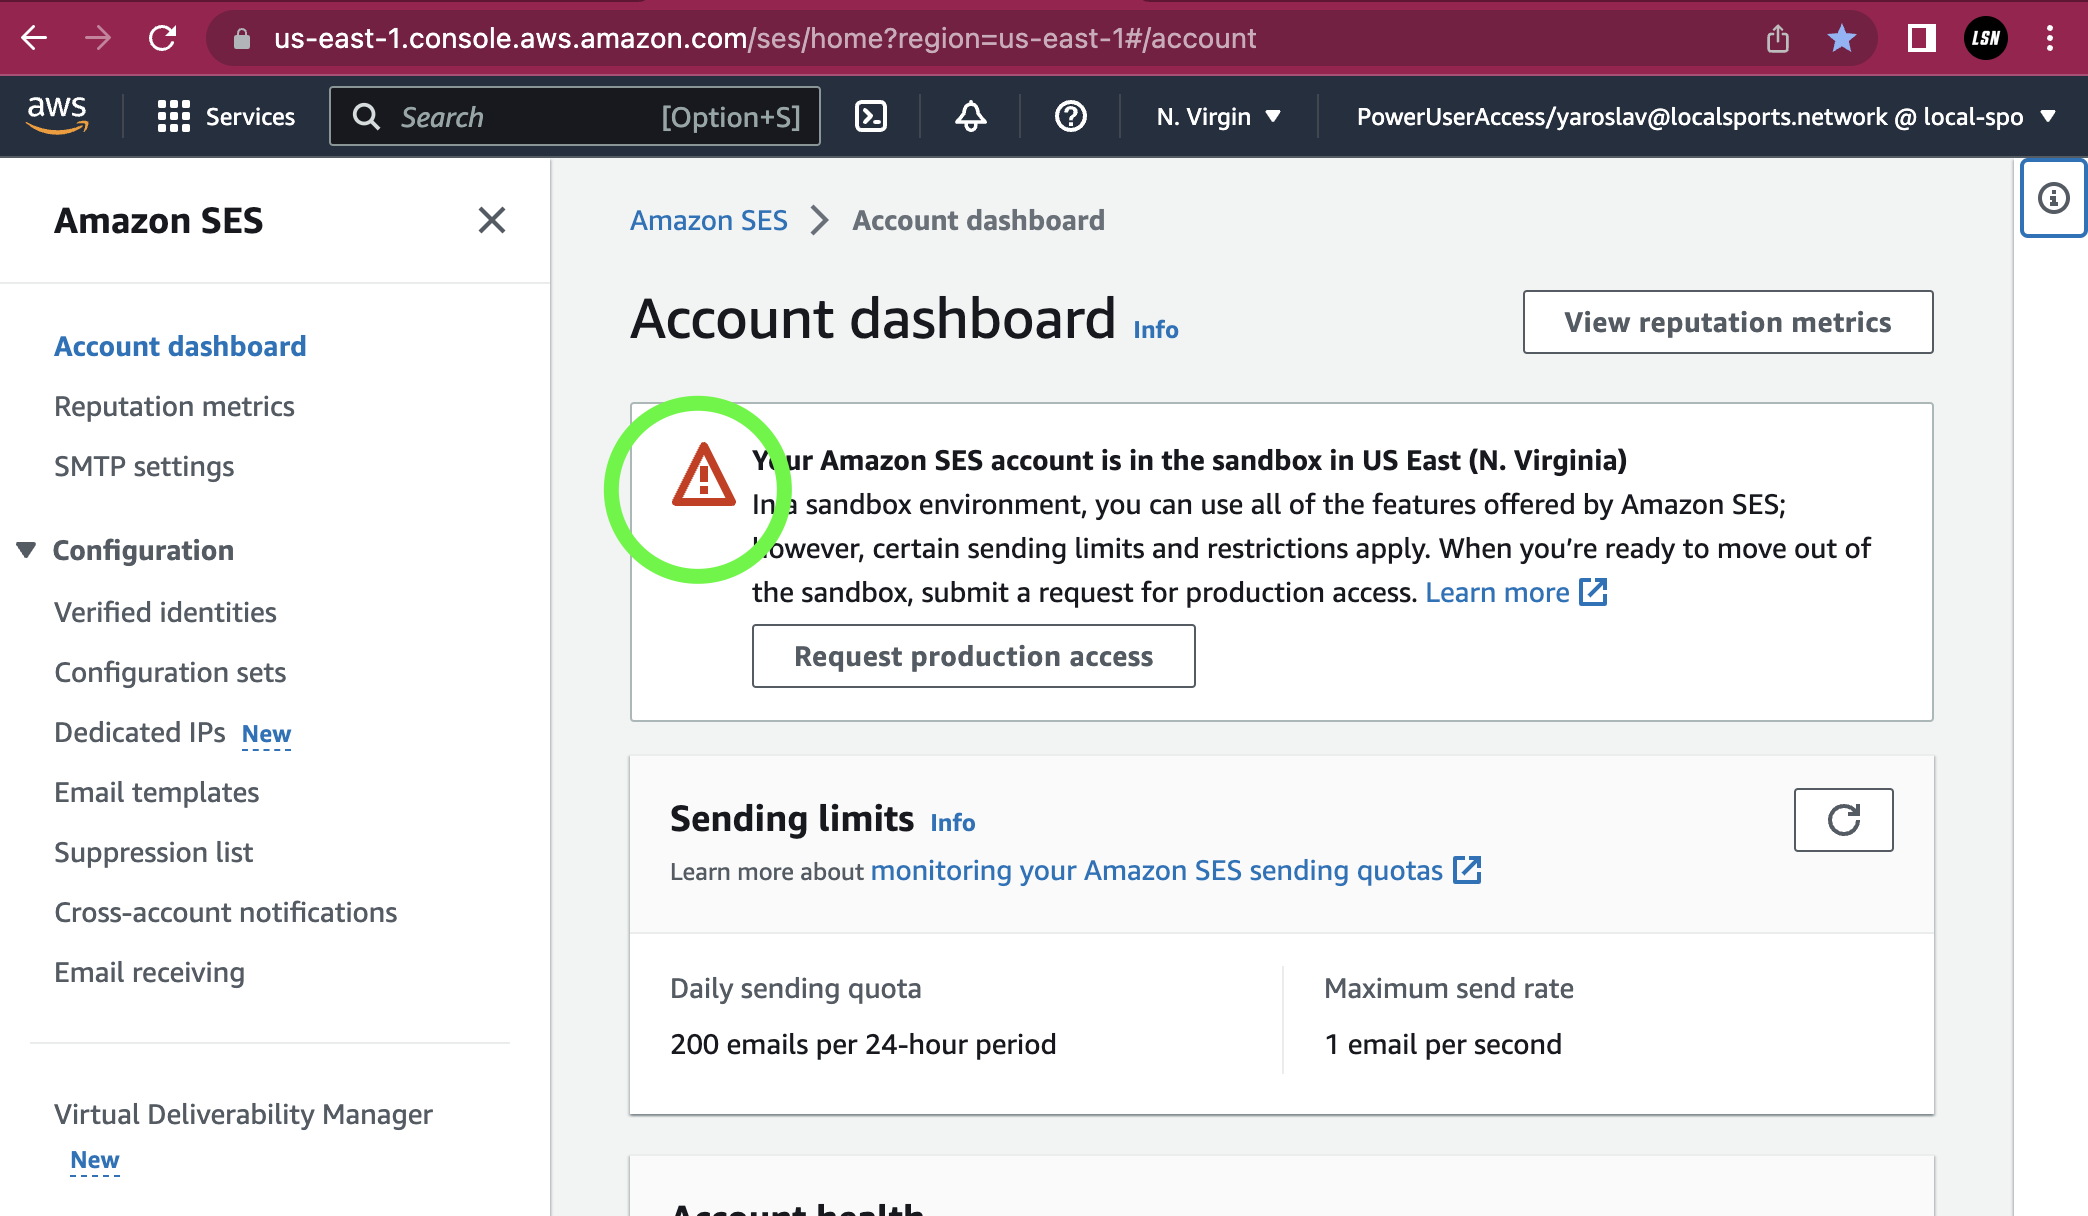 us-east-1.console.aws.amazon.com/ses/home?region=us-east-1#/account
LSN
aws
Services
Search
[Option+S]
N. Virgin
PowerUserAccess/yaroslav@localsports.network @ local-spo
Amazon SES
Account dashboard
Reputation metrics
SMTP settings
Configuration
Verified identities
Configuration sets
Dedicated IPs New
Email templates
Suppression list
Cross-account notifications
Email receiving
Virtual Deliverability Manager
New
Amazon SES
Account dashboard
Account dashboard Info
View reputation metrics
Your Amazon SES account is in the sandbox in US East (N. Virginia)
In a sandbox environment, you can use all of the features offered by Amazon SES;
however, certain sending limits and restrictions apply. When you’re ready to move out of
the sandbox, submit a request for production access. Learn more
Request production access
Sending limits Info
Learn more about monitoring your Amazon SES sending quotas
Daily sending quota
200 emails per 24-hour period
Maximum send rate
1 email per second
Account health